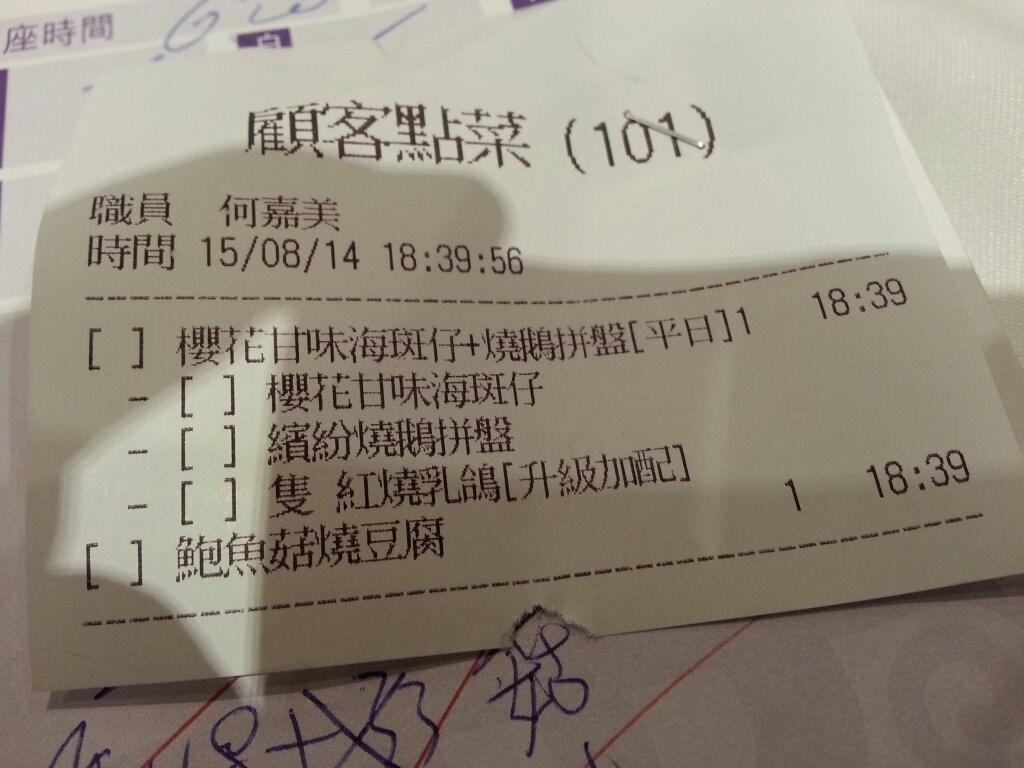 座時間
顧客點菜 (101)
職員 何嘉美
時間 15/08/14 18:39:56
[ ] 櫻花甘味海斑仔+燒鵝拼盤[平日]1 18:39
- [ ] 櫻花甘味海斑仔
- [ ] 繽紛燒鵝拼盤
- [ ] 隻 紅燒乳鴿[升級加配]
[ ] 鮑魚菇燒豆腐 1 18:39